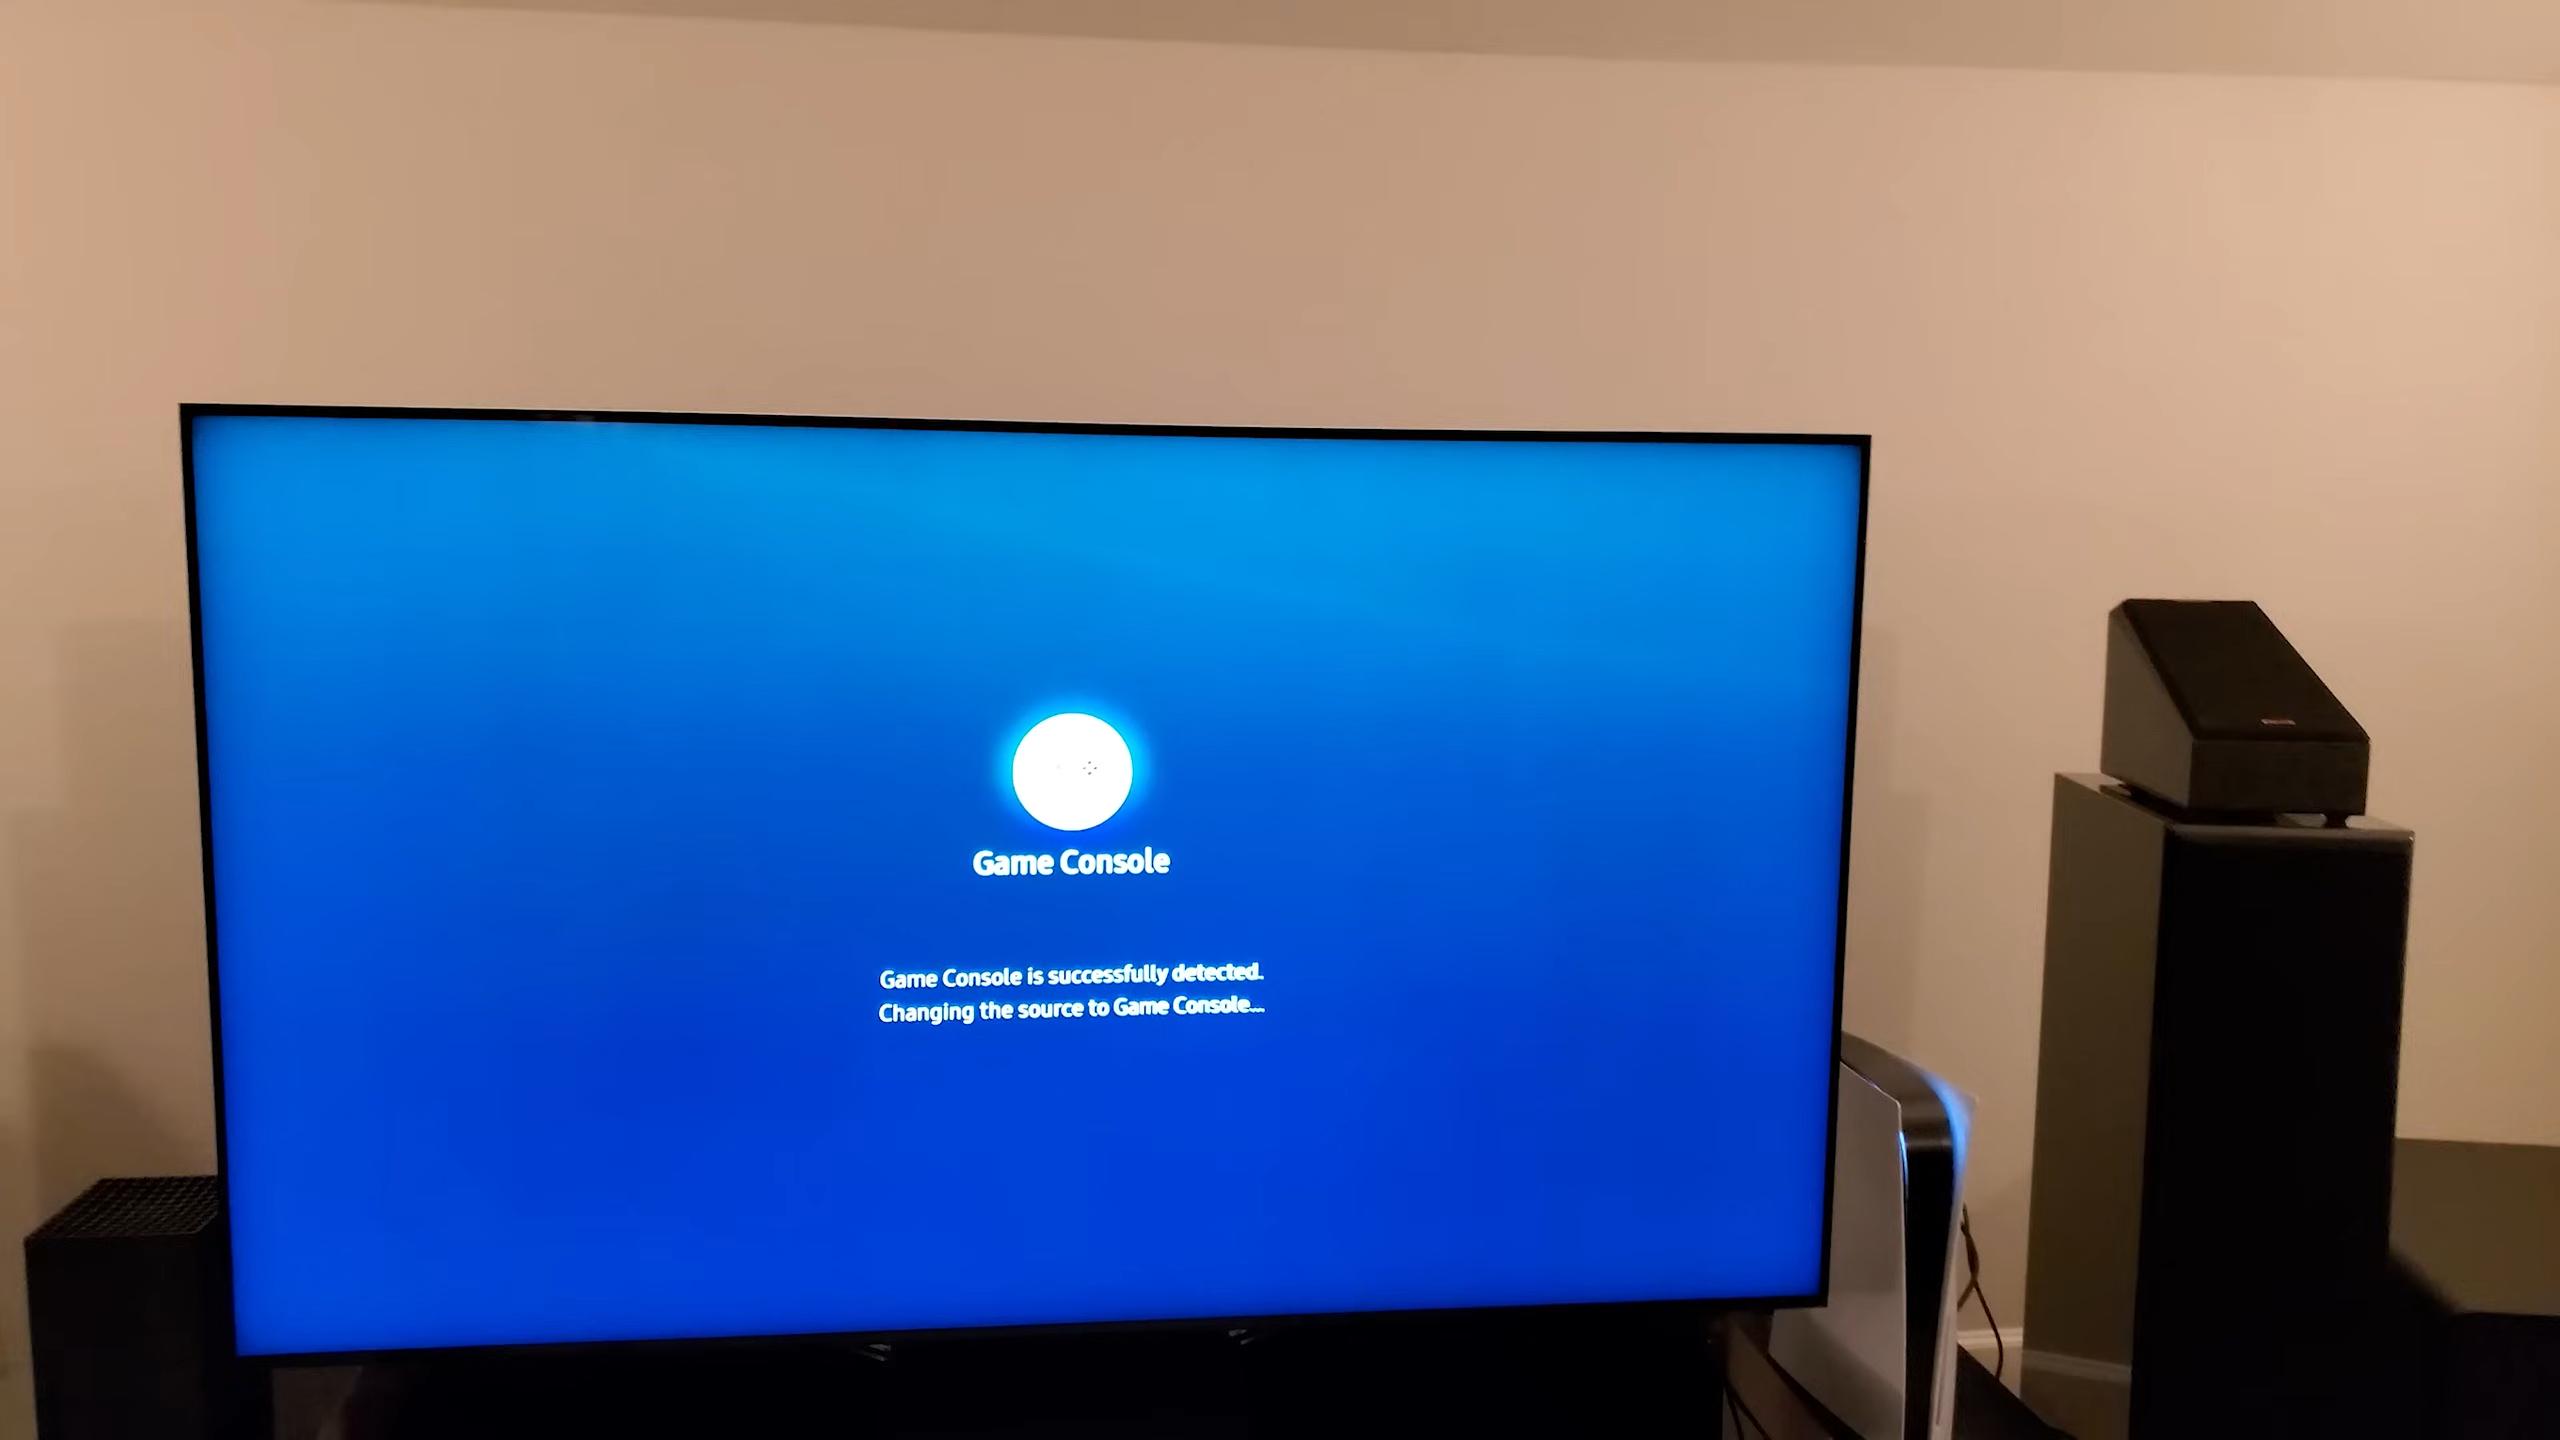 Game Console
Game Console is successfully detected.
Changing the source to Game Console...